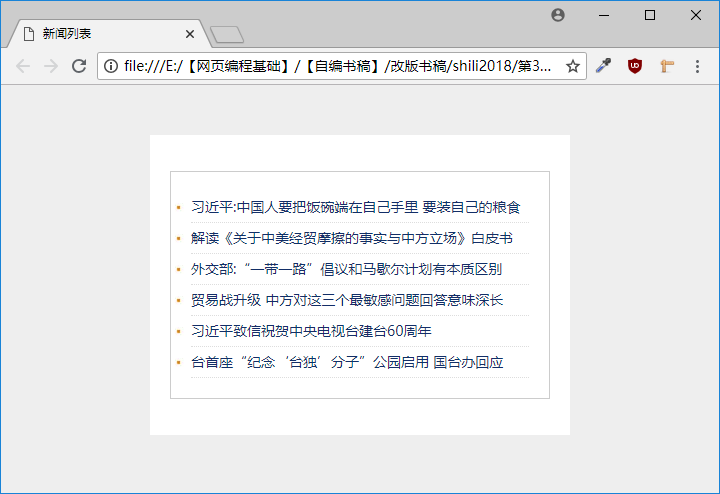 新闻列表
file:///E:/【网页编程基础】/【自编书稿】/改版书稿/shili2018/第3...
习近平:中国人要把饭碗端在自己手里 要装自己的粮食
解读《关于中美经贸摩擦的事实与中方立场》白皮书
外交部:“一带一路”倡议和马歇尔计划有本质区别
贸易战升级 中方对这三个最敏感问题回答意味深长
习近平致信祝贺中央电视台建台60周年
台首座“纪念‘台独’分子”公园启用 国台办回应